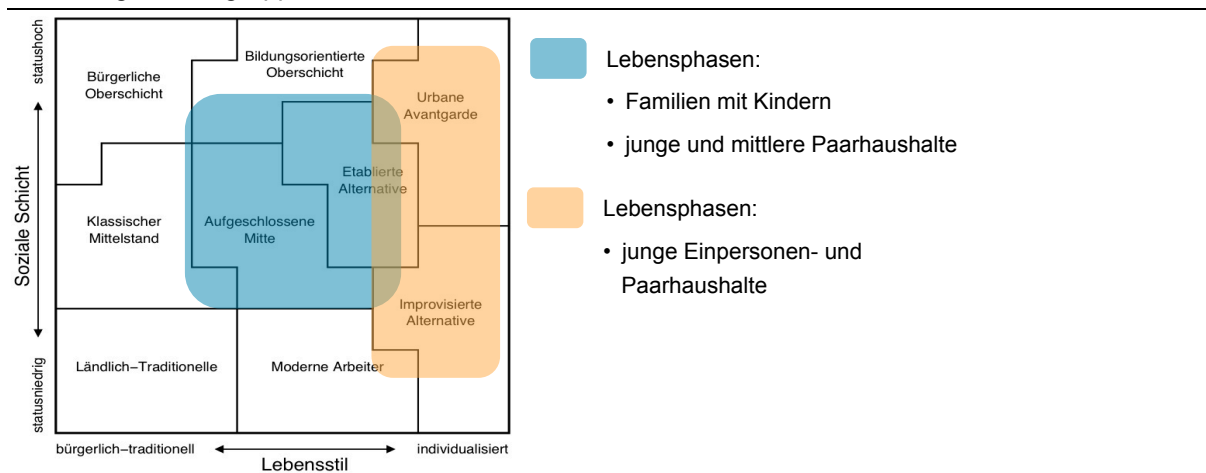 statushoch
Soziale Schicht
statusniedrig
Bürgerliche
Oberschicht
Bildungsorientierte
Oberschicht
Urbane
Avantgarde
Etablierte
Alternative
Klassischer
Mittelstand
Aufgeschlossene
Mitte
Improvisierte
Alternative
Ländlich–Traditionelle
Moderne Arbeiter
bürgerlich–traditionell
individualisiert
Lebensstil
Lebensphasen:
• Familien mit Kindern
• junge und mittlere Paarhaushalte
Lebensphasen:
• junge Einpersonen- und
Paarhaushalte